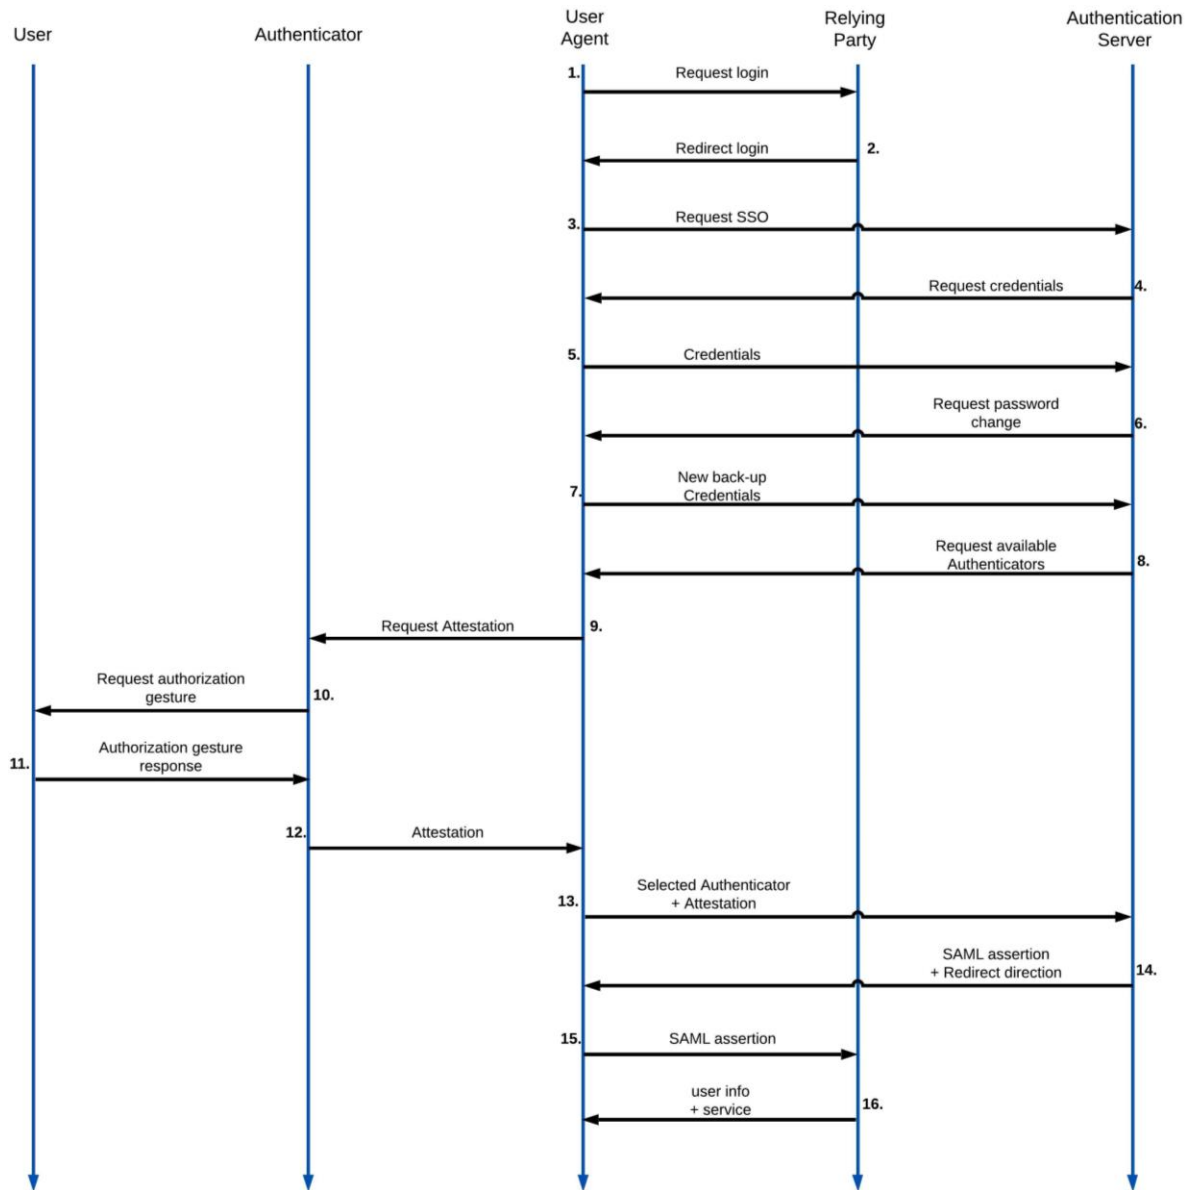 User
Authenticator
User
Agent
Relying
Party
Authentication
Server
1.
Request login
Redirect login
2.
3.
Request SSO
Request credentials
4.
5.
Credentials
Request password
change
6.
7.
New back-up
Credentials
Request available
Authenticators
8.
Request Attestation
9.
Request authorization
gesture
10.
11.
Authorization gesture
response
12.
Attestation
13.
Selected Authenticator
+ Attestation
SAML assertion
+ Redirect direction
14.
15.
SAML assertion
user info
+ service
16.